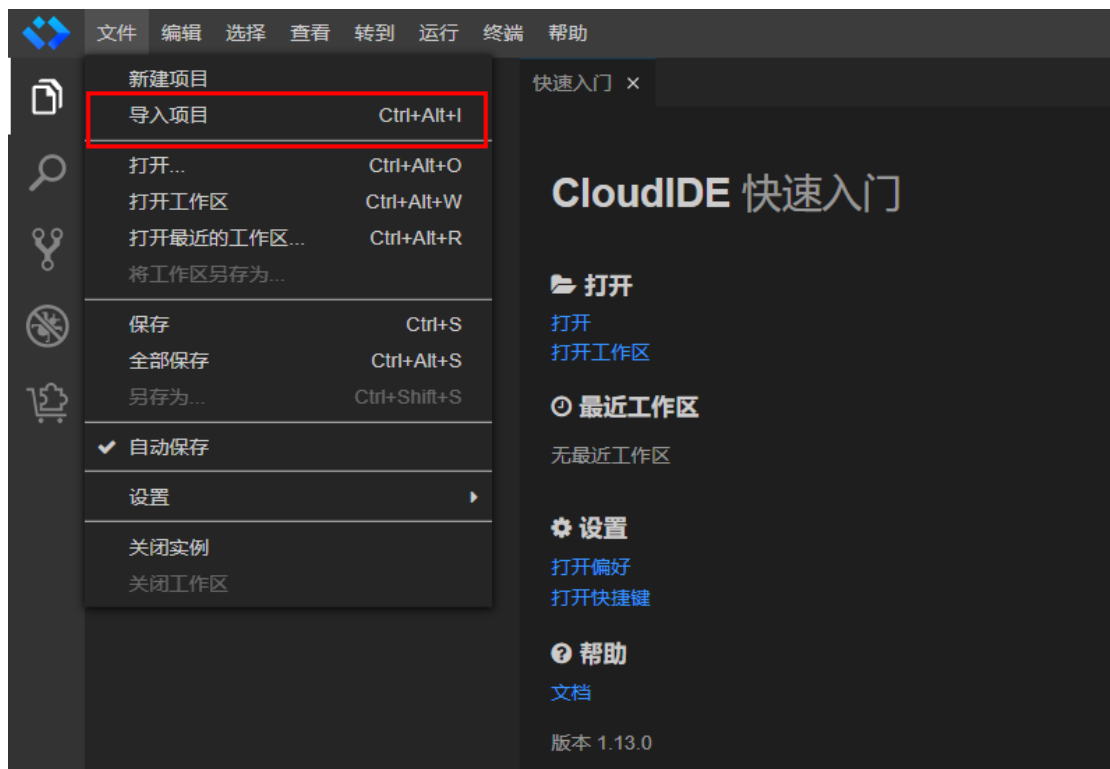 文件 编辑 选择 查看 转到 运行 终端 帮助
新建项目
导入项目 Ctrl+Alt+I
打开... Ctrl+Alt+O
打开工作区 Ctrl+Alt+W
打开最近的工作区... Ctrl+Alt+R
将工作区另存为...
保存 Ctrl+S
全部保存 Ctrl+Alt+S
另存为... Ctrl+Shift+S
自动保存
设置
关闭实例
关闭工作区
快速入门 ×
CloudIDE 快速入门
打开
打开
打开工作区
最近工作区
无最近工作区
设置
打开偏好
打开快捷键
帮助
文档
版本 1.13.0